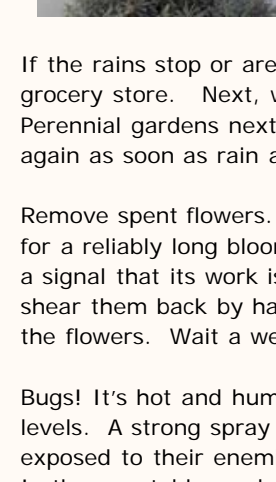 If the rains stop or are
grocery store.  Next, w
Perennial gardens next
again as soon as rain a
Remove spent flowers.
for a reliably long bloom
a signal that its work is
shear them back by ha
the flowers.  Wait a we
Bugs! It's hot and hum
levels.  A strong spray
exposed to their enem